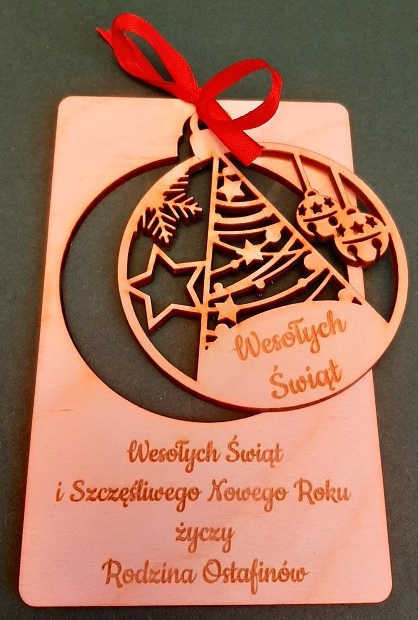 Wesołych
Świąt
Wesołych Świąt
i Szczęśliwego Nowego Roku
życzy
Rodzina Ostafinów